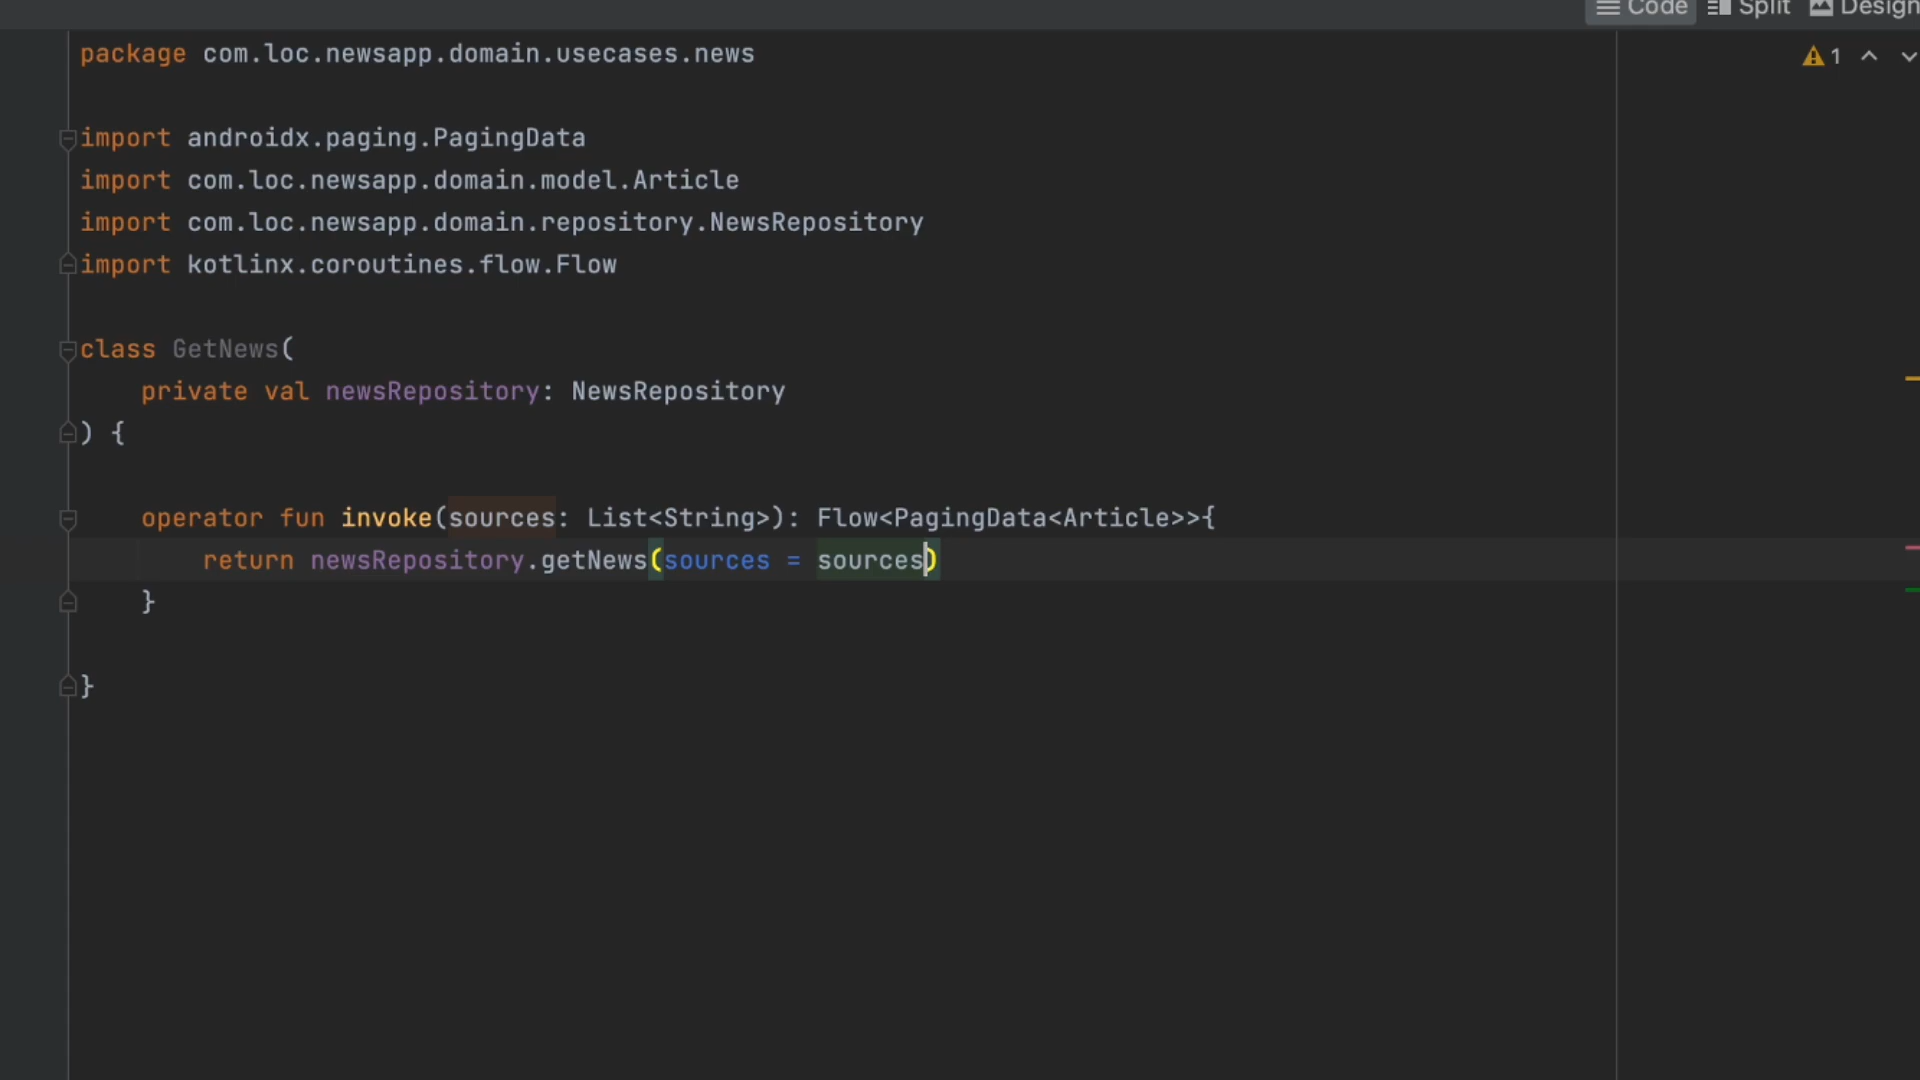 Code Split Design
package com.loc.newsapp.domain.usecases.news
1
import androidx.paging.PagingData
import com.loc.newsapp.domain.model.Article
import com.loc.newsapp.domain.repository.NewsRepository
import kotlinx.coroutines.flow.Flow
class GetNews(
private val newsRepository: NewsRepository
) {
operator fun invoke(sources: List<String>): Flow<PagingData<Article>>{
return newsRepository.getNews(sources = sources)
}
}